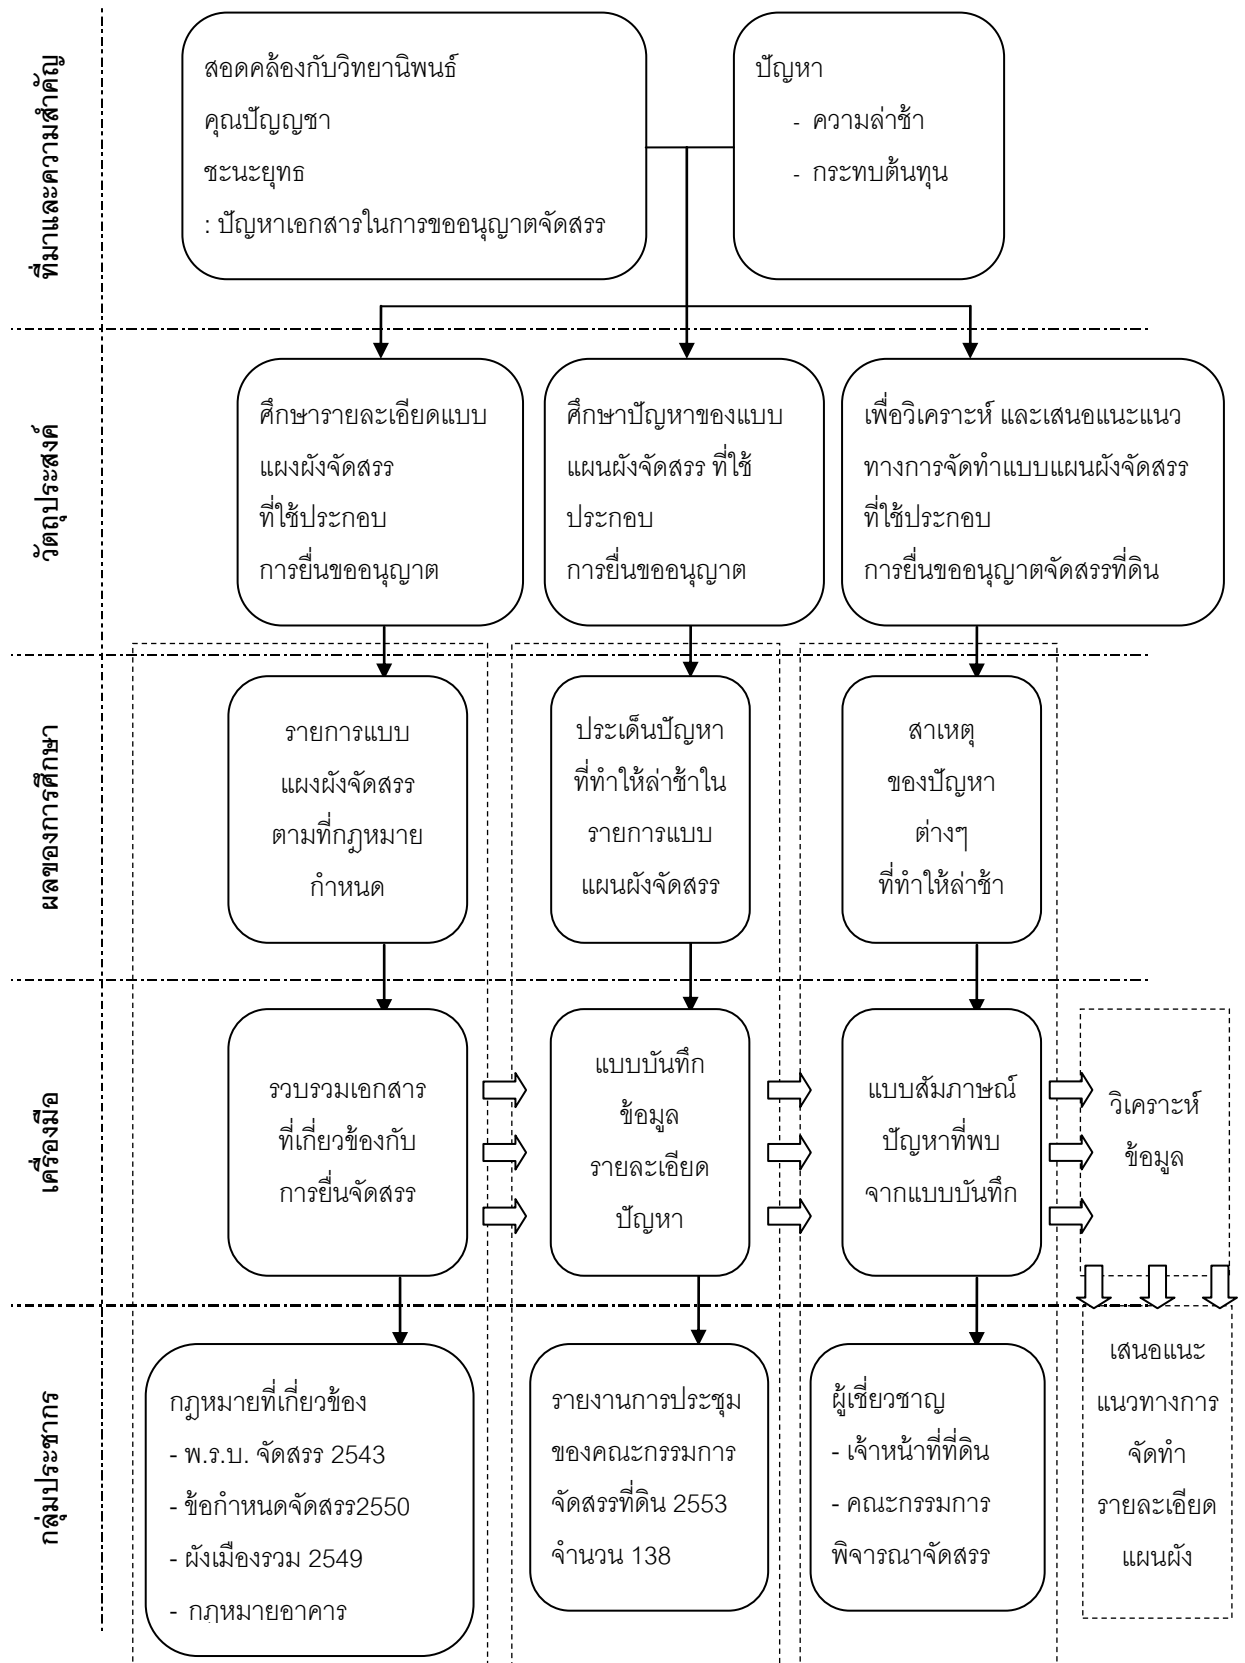 ที่มาและความสำคัญ
สอดคล้องกับวิทยานิพนธ์
คุณปัญญชา
ชะนะยุทธ
: ปัญหาเอกสารในการขออนุญาตจัดสรร
ปัญหา
- ความล่าช้า
- กระทบต้นทุน
วัตถุประสงค์
ศึกษารายละเอียดแบบ
แผงผังจัดสรร
ที่ใช้ประกอบ
การยื่นขออนุญาต
ศึกษาปัญหาของแบบ
แผนผังจัดสรร ที่ใช้
ประกอบ
การยื่นขออนุญาต
เพื่อวิเคราะห์ และเสนอแนะแนว
ทางการจัดทำแบบแผนผังจัดสรร
ที่ใช้ประกอบ
การยื่นขออนุญาตจัดสรรที่ดิน
ผลของการศึกษา
รายการแบบ
แผงผังจัดสรร
ตามที่กฎหมาย
กำหนด
ประเด็นปัญหา
ที่ทำให้ล่าช้าใน
รายการแบบ
แผนผังจัดสรร
สาเหตุ
ของปัญหา
ต่างๆ
ที่ทำให้ล่าช้า
เครื่องมือ
รวบรวมเอกสาร
ที่เกี่ยวข้องกับ
การยื่นจัดสรร
แบบบันทึก
ข้อมูล
รายละเอียด
ปัญหา
แบบสัมภาษณ์
ปัญหาที่พบ
จากแบบบันทึก
วิเคราะห์
ข้อมูล
กลุ่มประชากร
กฎหมายที่เกี่ยวข้อง
- พ.ร.บ. จัดสรร 2543
- ข้อกำหนดจัดสรร2550
- ผังเมืองรวม 2549
- กฎหมายอาคาร
รายงานการประชุม
ของคณะกรรมการ
จัดสรรที่ดิน 2553
จำนวน 138
ผู้เชี่ยวชาญ
- เจ้าหน้าที่ที่ดิน
- คณะกรรมการ
พิจารณาจัดสรร
เสนอแนะ
แนวทางการ
จัดทำ
รายละเอียด
แผนผัง